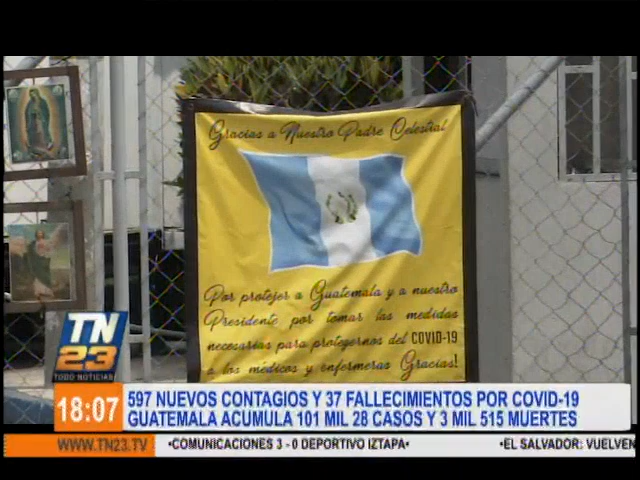 Gracias a Nuestro Padre Celestial
Por protejer a Guatemala y a nuestro
Presidente por tomar las medidas
necesarias para protegernos del COVID-19
a los médicos y enfermeras Gracias!
TN
23
TODO NOTICIAS
18:07
597 NUEVOS CONTAGIOS Y 37 FALLECIMIENTOS POR COVID-19
GUATEMALA ACUMULA 101 MIL 28 CASOS Y 3 MIL 515 MUERTES
WWW.TN23.TV
•COMUNICACIONES 3 - 0 DEPORTIVO IZTAPA•
•EL SALVADOR: VUELVEN